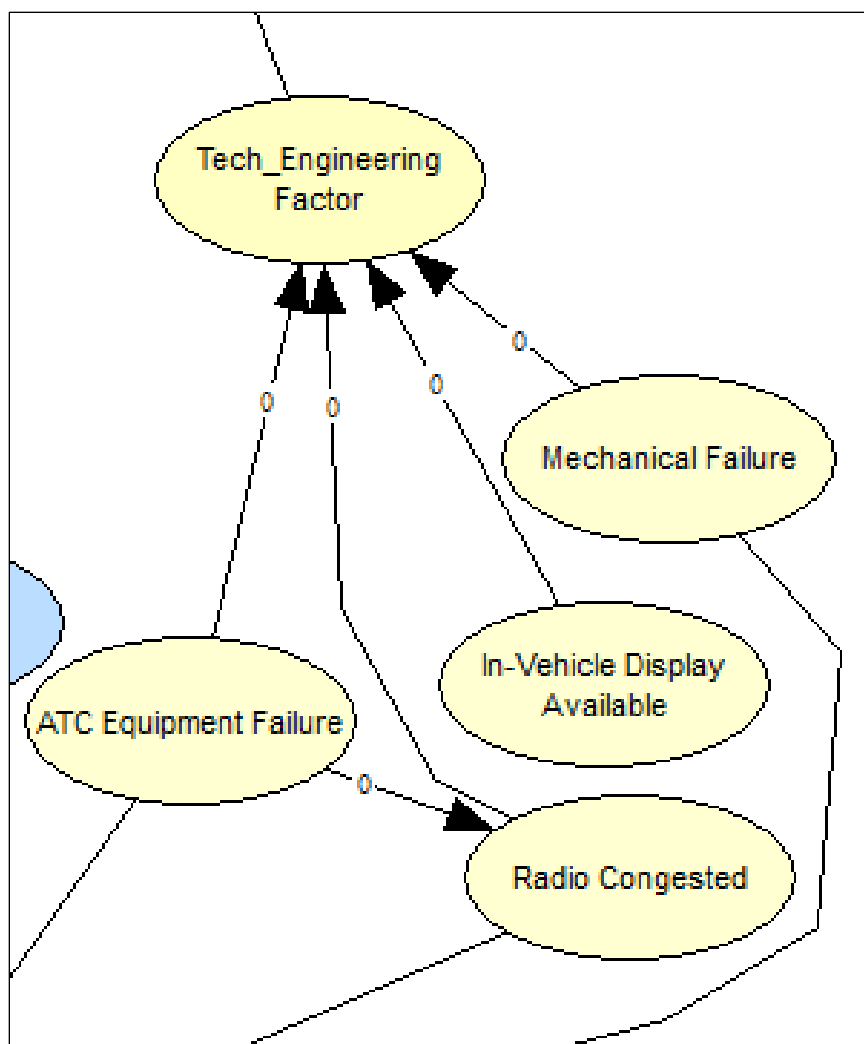 Tech_Engineering
Factor
0
0
0
0
Mechanical Failure
In-Vehicle Display
Available
ATC Equipment Failure
0
Radio Congested